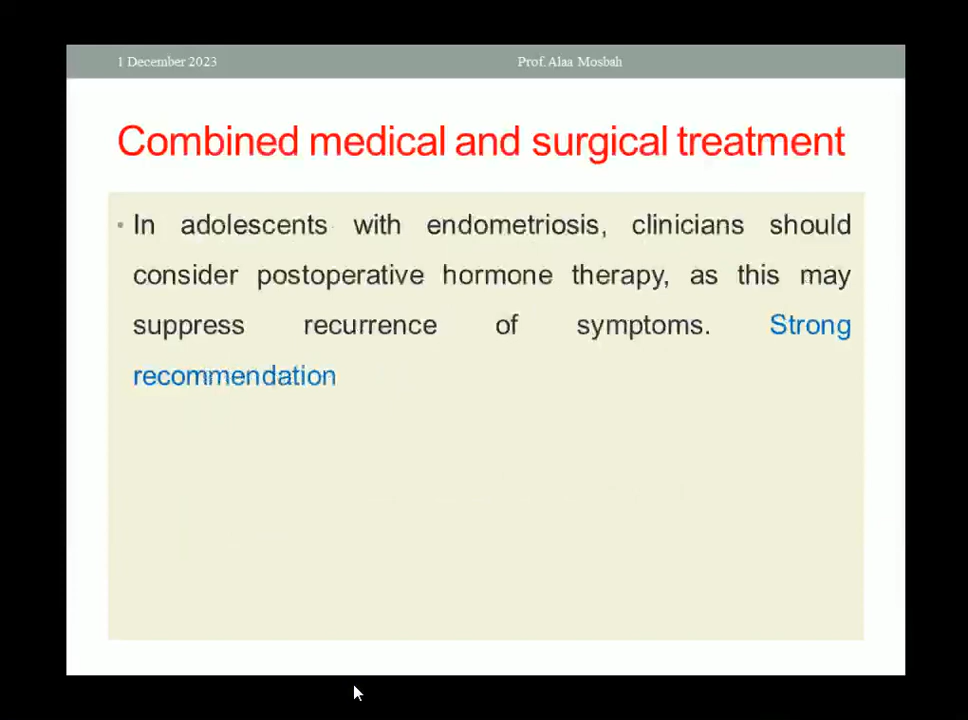 1 December 2023
Prof. Alaa Mosbah
Combined medical and surgical treatment
• In adolescents with endometriosis, clinicians should
consider postoperative hormone therapy, as this may
suppress recurrence of symptoms. Strong
recommendation